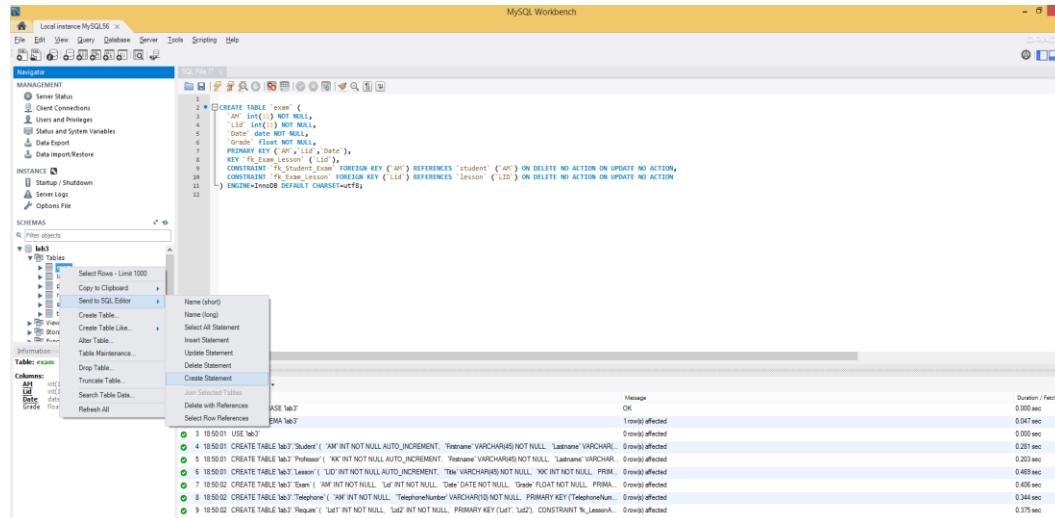 MySQL Workbench
Local instance MySQL56
File Edit View Query Database Server Tools Scripting Help
Navigator
SQL File 1*
MANAGEMENT
Server Status
Client Connections
Users and Privileges
Status and System Variables
Data Export
Data Import/Restore
INSTANCE
Startup / Shutdown
Server Logs
Options File
SCHEMAS
Filter objects
lab3
Tables
1
2 CREATE TABLE `exam` (
3 `AM` int(11) NOT NULL,
4 `Lid` int(11) NOT NULL,
5 `Date` date NOT NULL,
6 `Grade` float NOT NULL,
7 PRIMARY KEY (`AM`,`Lid`,`Date`),
8 KEY `fk_Exam_Lesson` (`Lid`),
9 CONSTRAINT `fk_Student_Exam` FOREIGN KEY (`AM`) REFERENCES `student` (`AM`) ON DELETE NO ACTION ON UPDATE NO ACTION,
10 CONSTRAINT `fk_Exam_Lesson` FOREIGN KEY (`Lid`) REFERENCES `lesson` (`LID`) ON DELETE NO ACTION ON UPDATE NO ACTION
11 ) ENGINE=InnoDB DEFAULT CHARSET=utf8;
12
Select Rows - Limit 1000
Copy to Clipboard
Send to SQL Editor
Create Table...
Create Table Like...
Alter Table...
Table Maintenance...
Drop Table...
Truncate Table...
Search Table Data...
Refresh All
Name (short)
Name (long)
Select All Statement
Insert Statement
Update Statement
Delete Statement
Create Statement
Join Selected Tables
Delete with References
Select Row References
View
Stor
Func
Information
Table: exam
Columns:
AM int(1
Lid int(1
Date date
Grade floa
Message Duration / Fetch
ASE 'lab3' OK 0.000 sec
EMA 'lab3' 1 row(s) affected 0.047 sec
3 18:50:01 USE 'lab3' 0 row(s) affected 0.000 sec
4 18:50:01 CREATE TABLE 'lab3'.'Student' ( 'AM' INT NOT NULL AUTO_INCREMENT, 'Firstname' VARCHAR(45) NOT NULL, 'Lastname' VARCHAR(... 0 row(s) affected 0.281 sec
5 18:50:01 CREATE TABLE 'lab3'.'Professor' ( 'KK' INT NOT NULL AUTO_INCREMENT, 'Firstname' VARCHAR(45) NOT NULL, 'Lastname' VARCHAR... 0 row(s) affected 0.203 sec
6 18:50:01 CREATE TABLE 'lab3'.'Lesson' ( 'LID' INT NOT NULL AUTO_INCREMENT, 'Title' VARCHAR(45) NOT NULL, 'KK' INT NOT NULL, PRIM... 0 row(s) affected 0.469 sec
7 18:50:02 CREATE TABLE 'lab3'.'Exam' ( 'AM' INT NOT NULL, 'Lid' INT NOT NULL, 'Date' DATE NOT NULL, 'Grade' FLOAT NOT NULL, PRIMA... 0 row(s) affected 0.406 sec
8 18:50:02 CREATE TABLE 'lab3'.'Telephone' ( 'AM' INT NOT NULL, 'TelephoneNumber' VARCHAR(10) NOT NULL, PRIMARY KEY ('TelephoneNum... 0 row(s) affected 0.344 sec
9 18:50:02 CREATE TABLE 'lab3'.'Require' ( 'Lid1' INT NOT NULL, 'Lid2' INT NOT NULL, PRIMARY KEY ('Lid1', 'Lid2'), CONSTRAINT 'fk_LessonA... 0 row(s) affected 0.375 sec